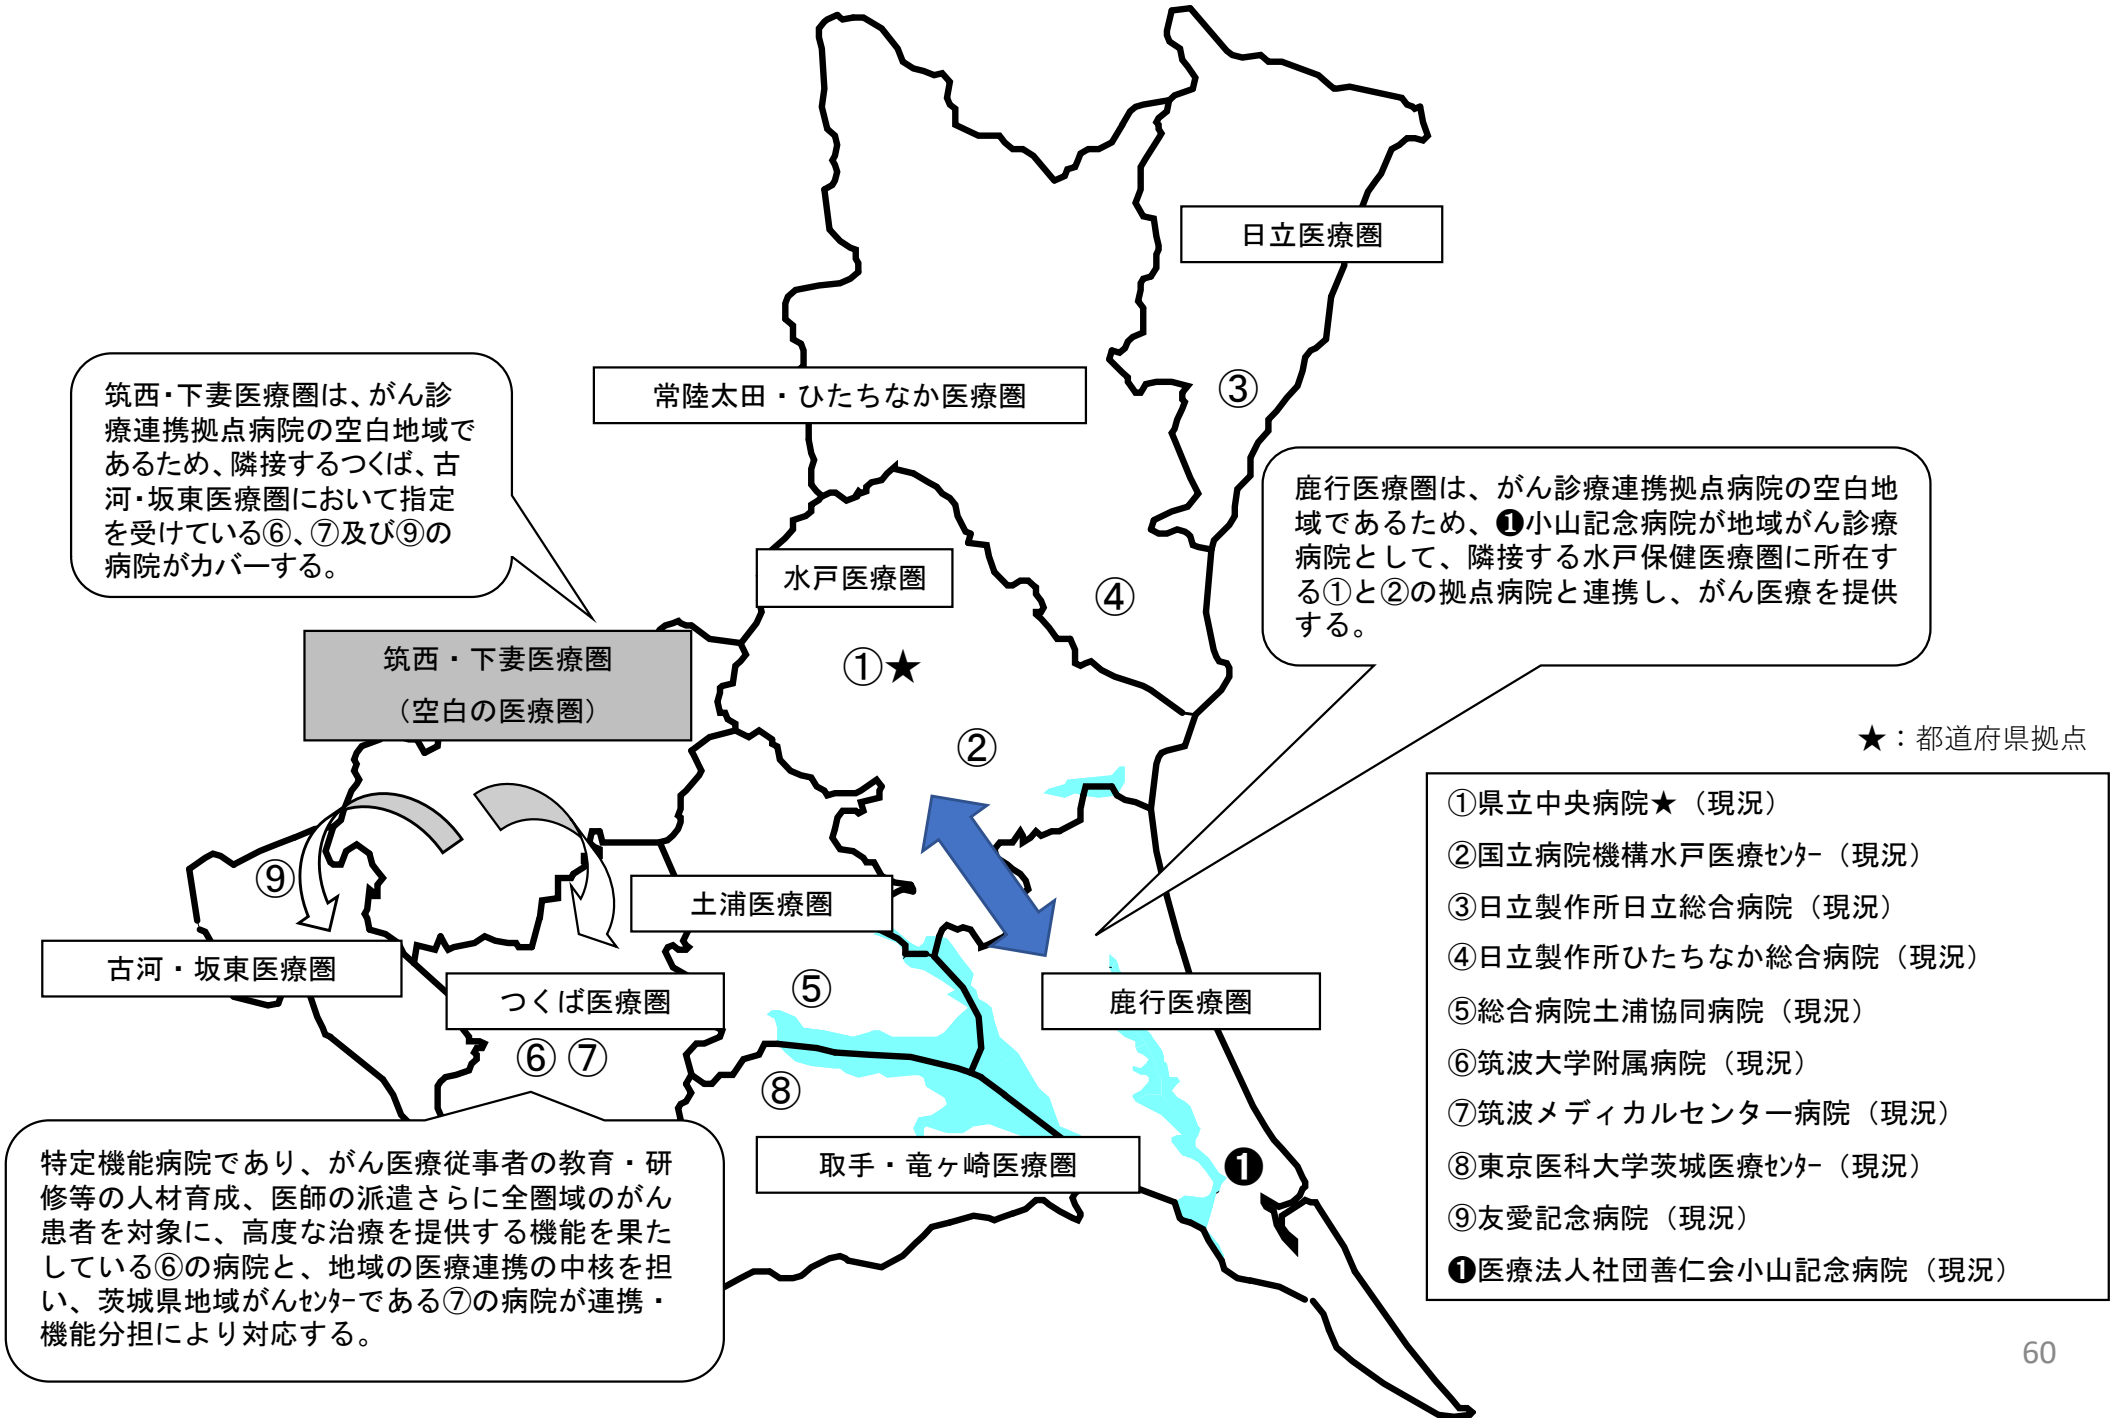 日立医療圏
常陸太田・ひたちなか医療圏
③
筑西・下妻医療圏は、がん診
療連携拠点病院の空白地域で
あるため、隣接するつくば、古
河・坂東医療圏において指定
を受けている⑥、⑦及び⑨の
病院がカバーする。
鹿行医療圏は、がん診療連携拠点病院の空白地
域であるため、❶小山記念病院が地域がん診療
病院として、隣接する水戸保健医療圏に所在す
る①と②の拠点病院と連携し、がん医療を提供
する。
水戸医療圏
④
筑西・下妻医療圏
（空白の医療圏）
①★
②
★：都道府県拠点
①県立中央病院★（現況）
②国立病院機構水戸医療ｾﾝﾀｰ（現況）
③日立製作所日立総合病院（現況）
④日立製作所ひたちなか総合病院（現況）
⑤総合病院土浦協同病院（現況）
⑥筑波大学附属病院（現況）
⑦筑波メディカルセンター病院（現況）
⑧東京医科大学茨城医療ｾﾝﾀｰ（現況）
⑨友愛記念病院（現況）
❶医療法人社団善仁会小山記念病院（現況）
⑨
土浦医療圏
古河・坂東医療圏
つくば医療圏
⑤
鹿行医療圏
⑥⑦
⑧
取手・竜ヶ崎医療圏
❶
特定機能病院であり、がん医療従事者の教育・研
修等の人材育成、医師の派遣さらに全圏域のがん
患者を対象に、高度な治療を提供する機能を果た
している⑥の病院と、地域の医療連携の中核を担
い、茨城県地域がんｾﾝﾀｰである⑦の病院が連携・
機能分担により対応する。
60